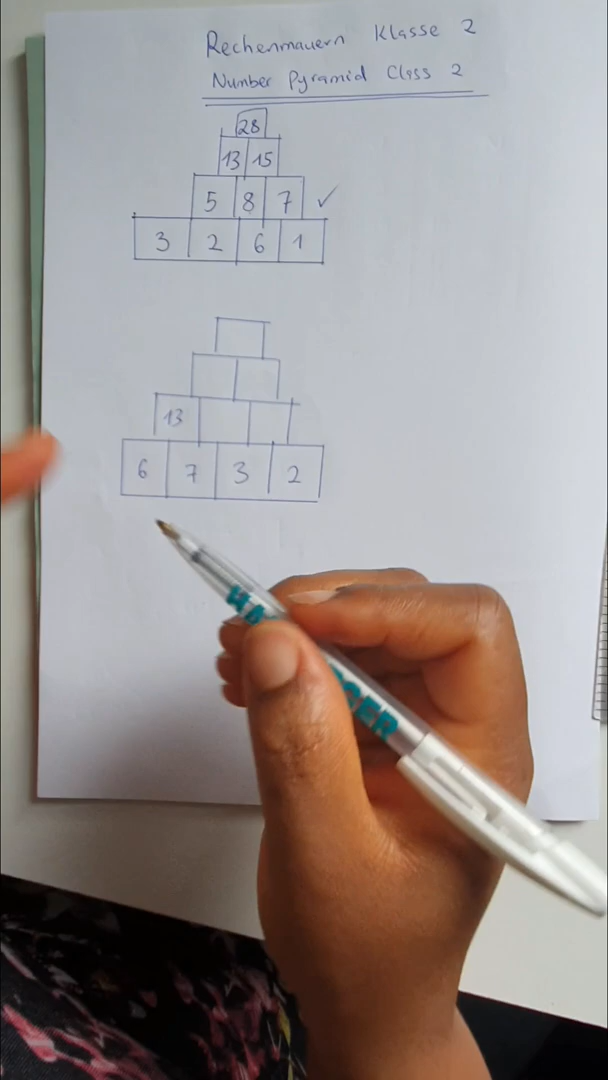 Rechenmauern Klasse 2
Number Pyramid Class 2
28
13 15
5 8 7 ✓
3 2 6 1
13
6 7 3 2